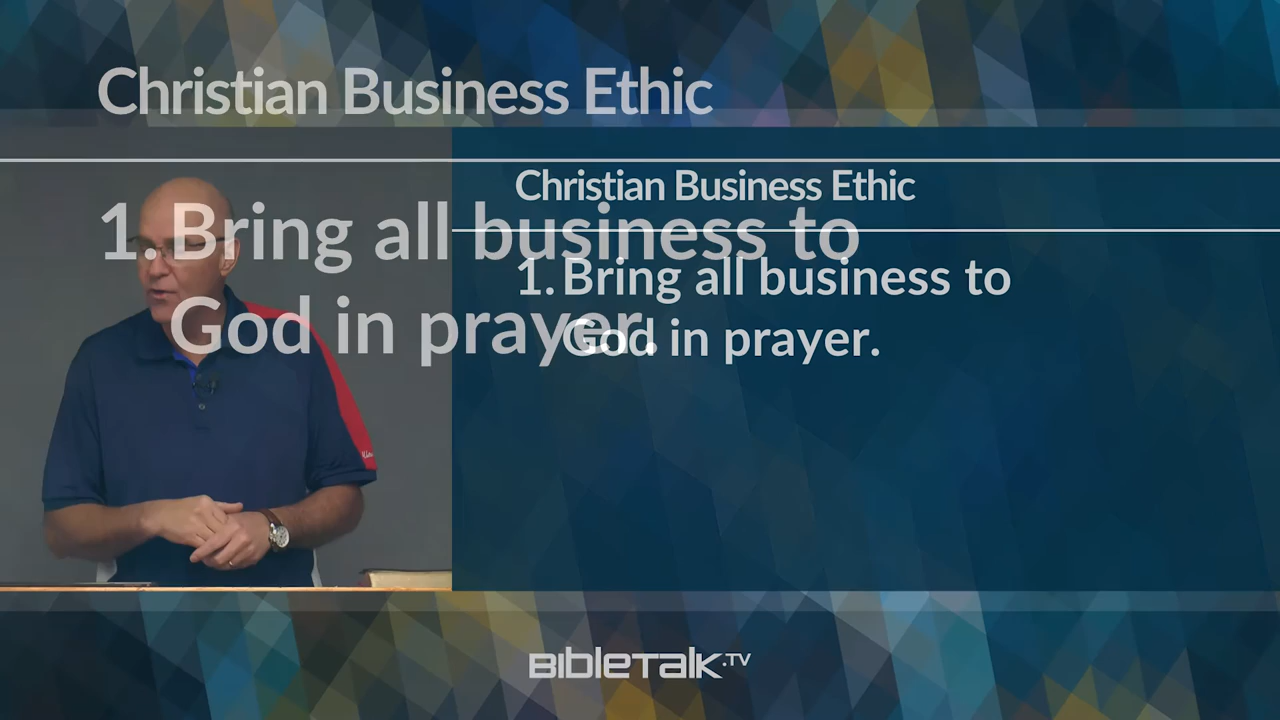 Christian Business Ethic
1. Bring all business to
God in prayer.
Christian Business Ethic
1. Bring all business to
God in prayer.
BIBLETALK.TV